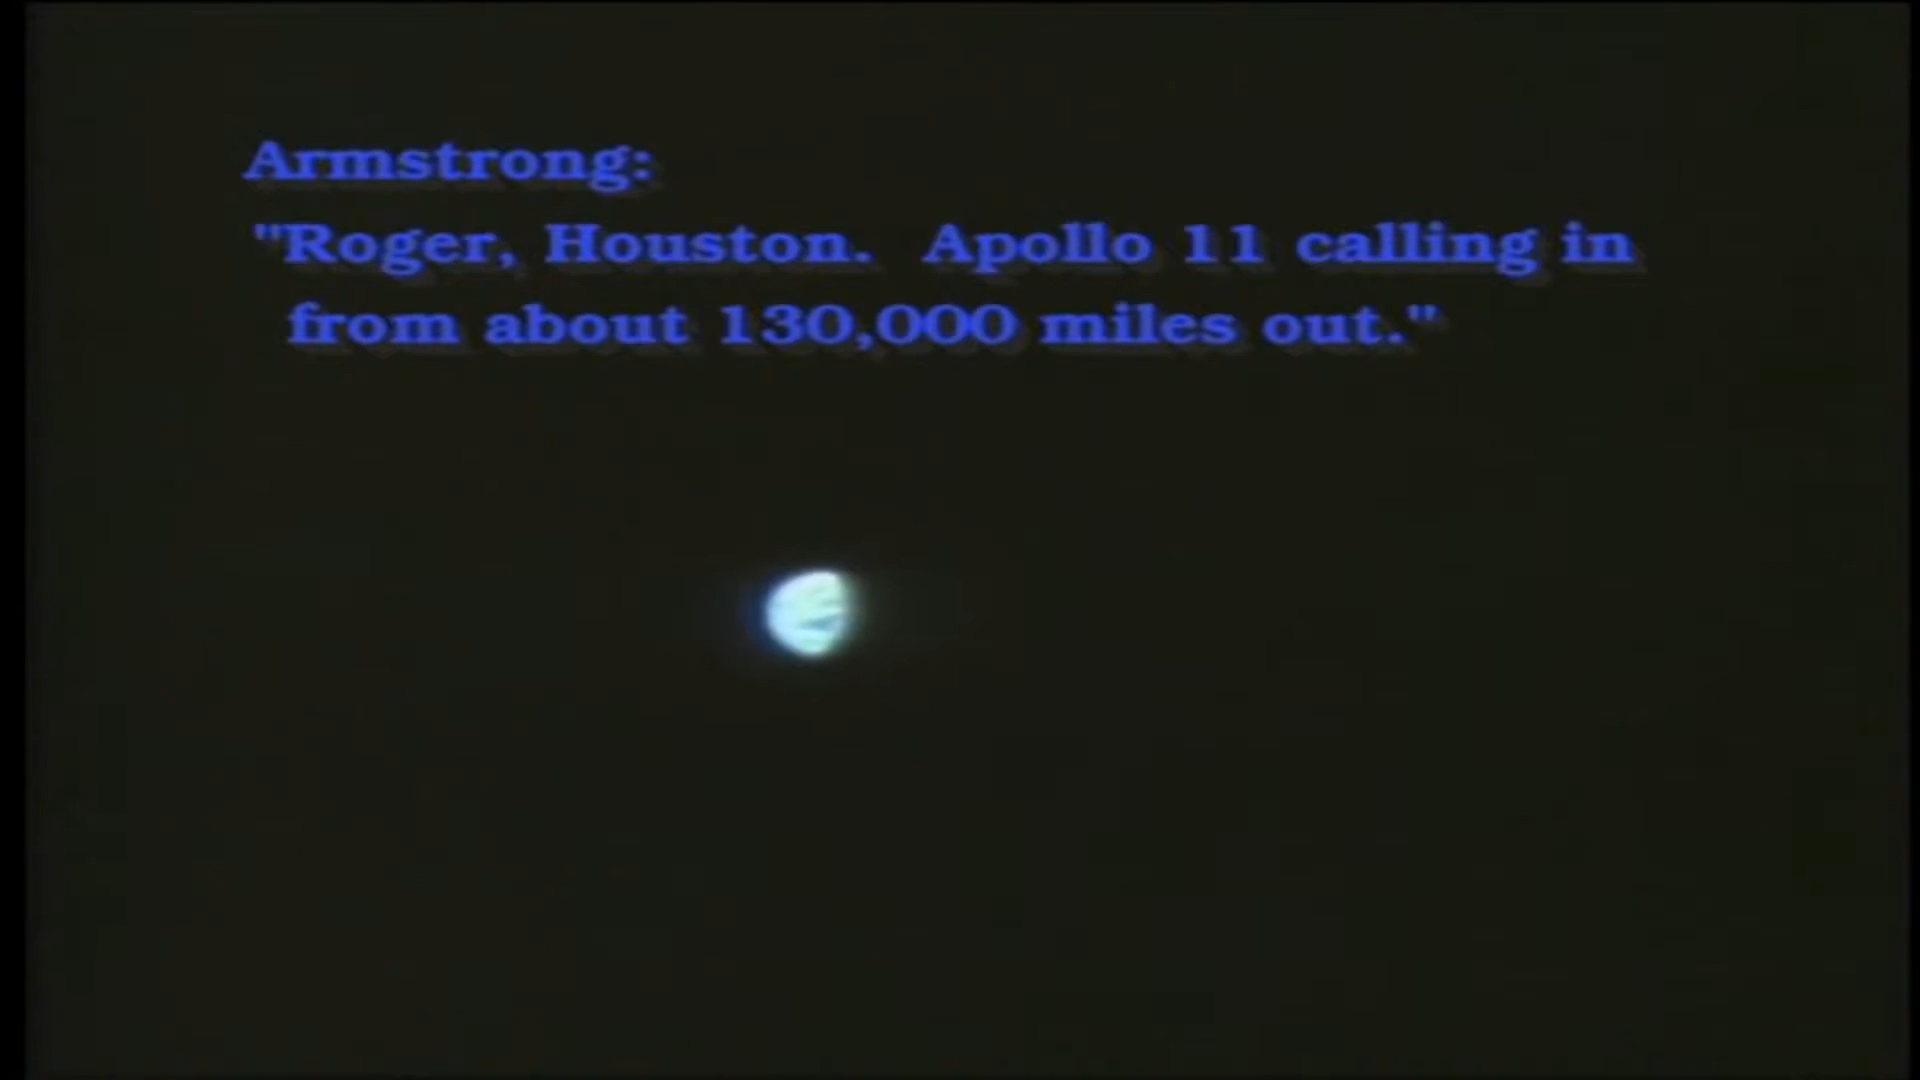 Armstrong:
"Roger, Houston.  Apollo 11 calling in
from about 130,000 miles out."